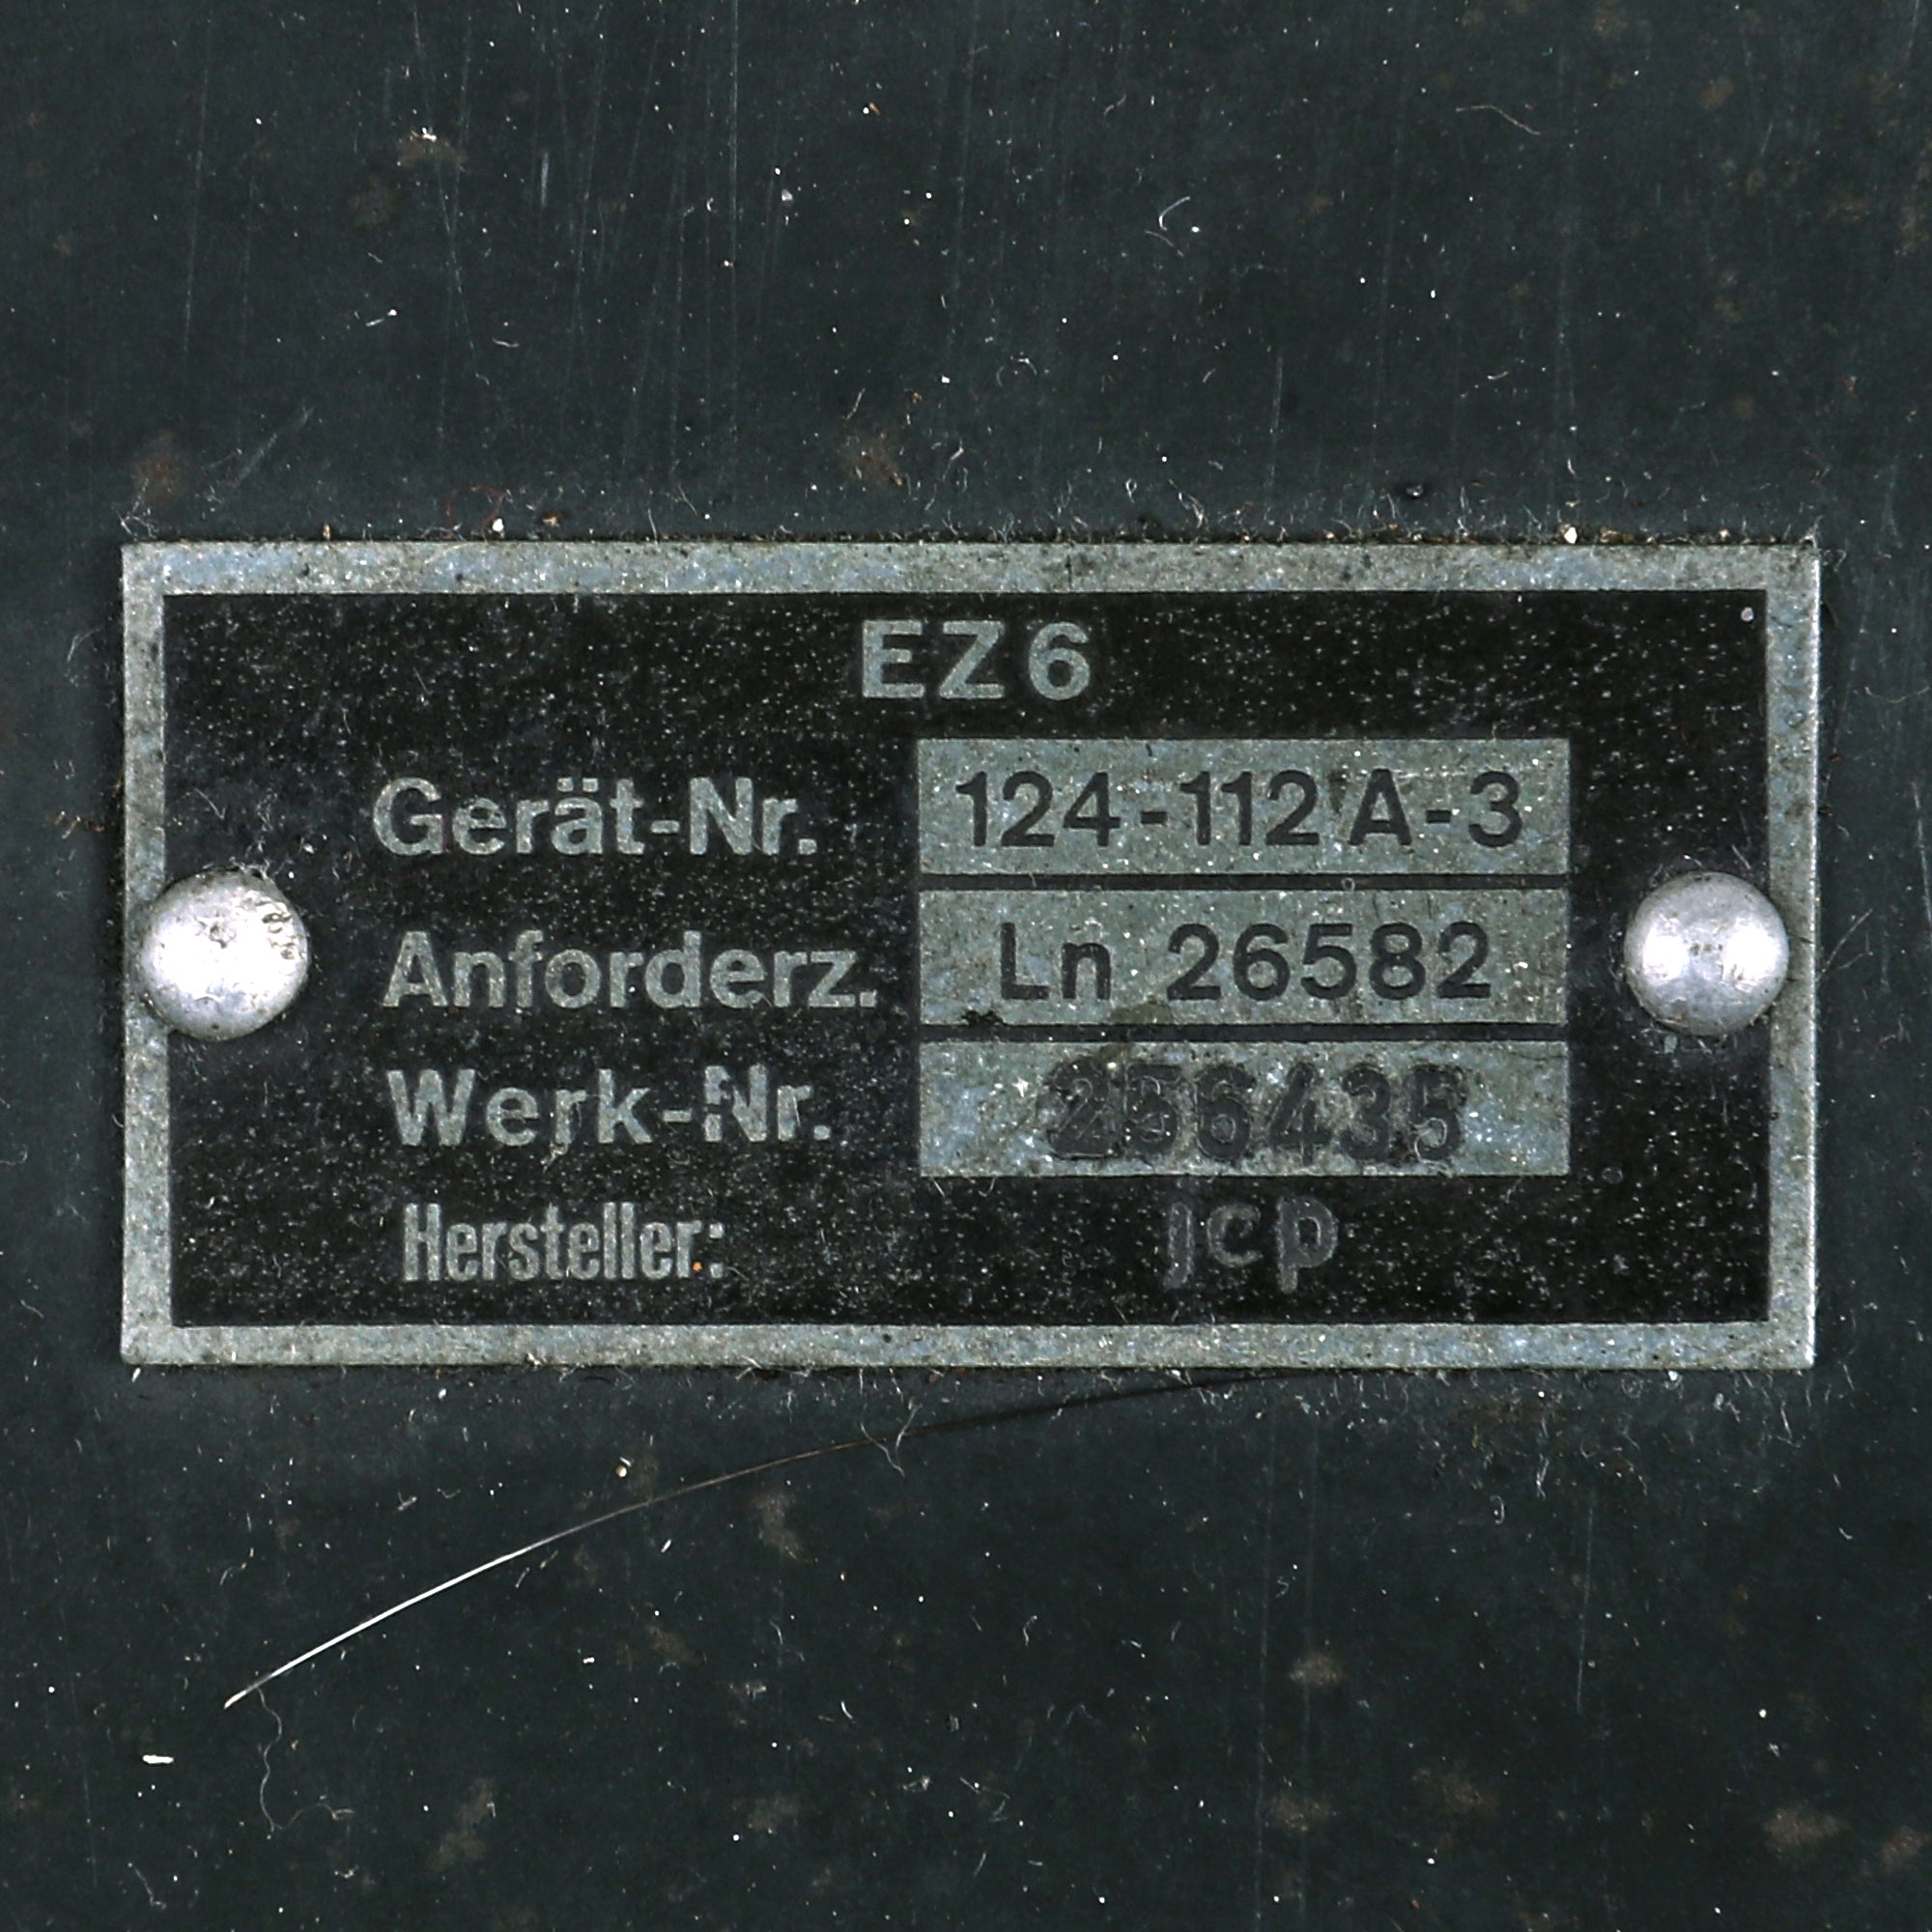 EZ6
Gerät-Nr. 124-112 A-3
Anforderz. Ln 26582
Werk-Nr. 256435
Hersteller: jcp